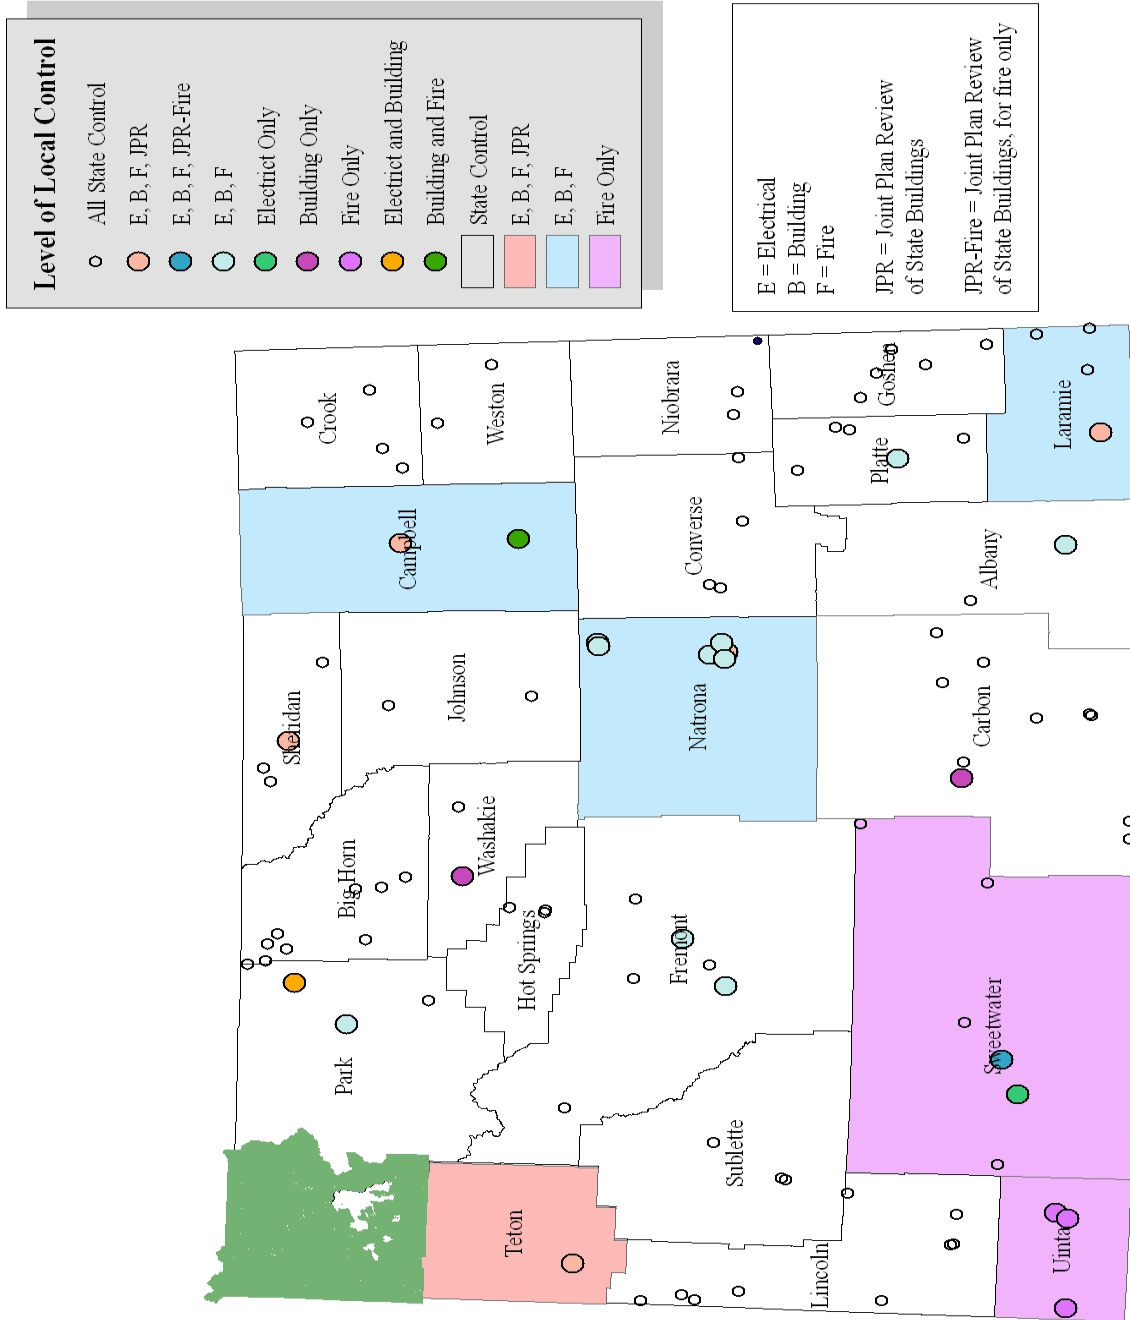 Level of Local Control
All State Control
E, B, F, JPR
E, B, F, JPR-Fire
E, B, F
Electrict Only
Building Only
Fire Only
Electrict and Building
Building and Fire
State Control
E, B, F, JPR
E, B, F
Fire Only
E = Electrical
B = Building
F = Fire
JPR = Joint Plan Review
of State Buildings
JPR-Fire = Joint Plan Review
of State Buildings, for fire only
Crook
Weston
Niobrara
Goshen
Laramie
Platte
Campbell
Converse
Albany
Sheridan
Johnson
Natrona
Carbon
Big Horn
Washakie
Hot Springs
Fremont
Park
Sweetwater
Sublette
Teton
Lincoln
Uinta